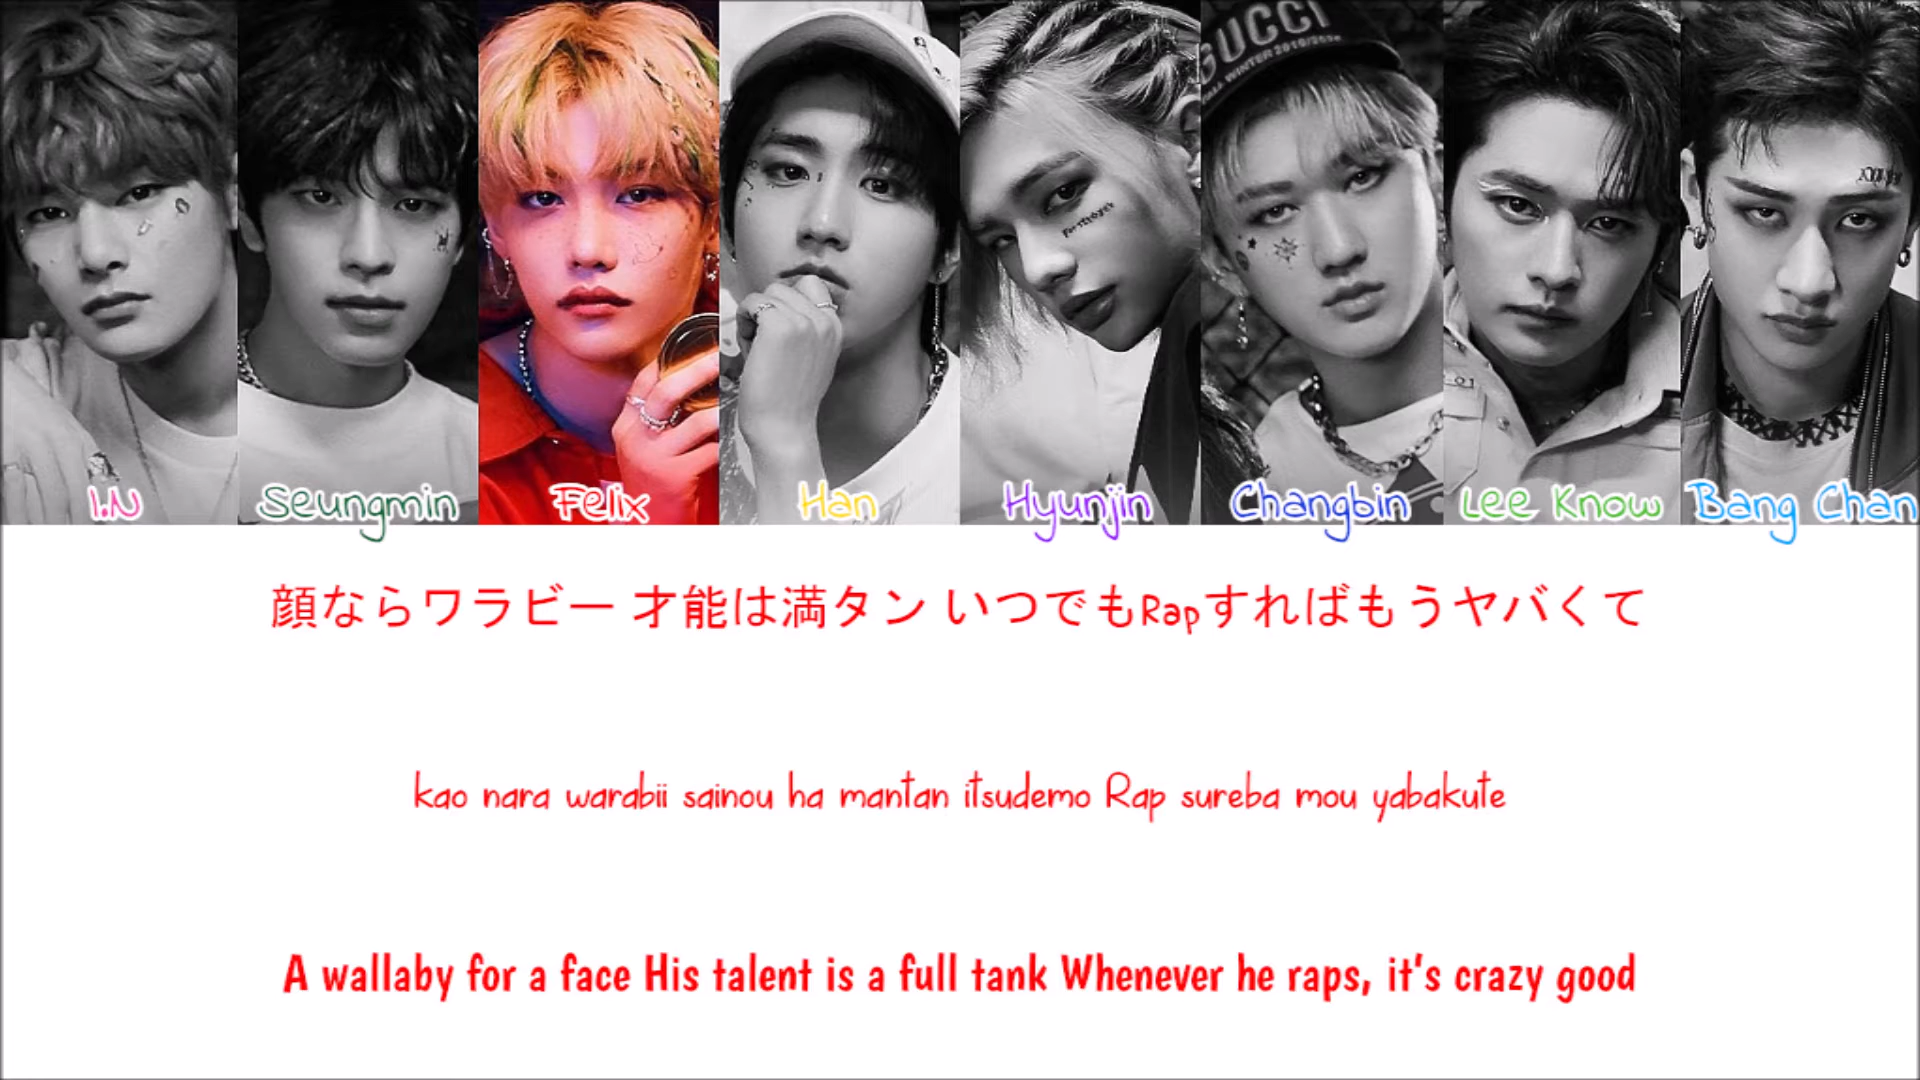 GUCCI
I.N Seungmin Felix Han Hyunjin Changbin Lee Know Bang Chan
顔ならワラビー 才能は満タン いつでもRapすればもうヤバくて
kao nara warabii sainou ha mantan itsudemo Rap sureba mou yabakute
A wallaby for a face His talent is a full tank Whenever he raps, it's crazy good